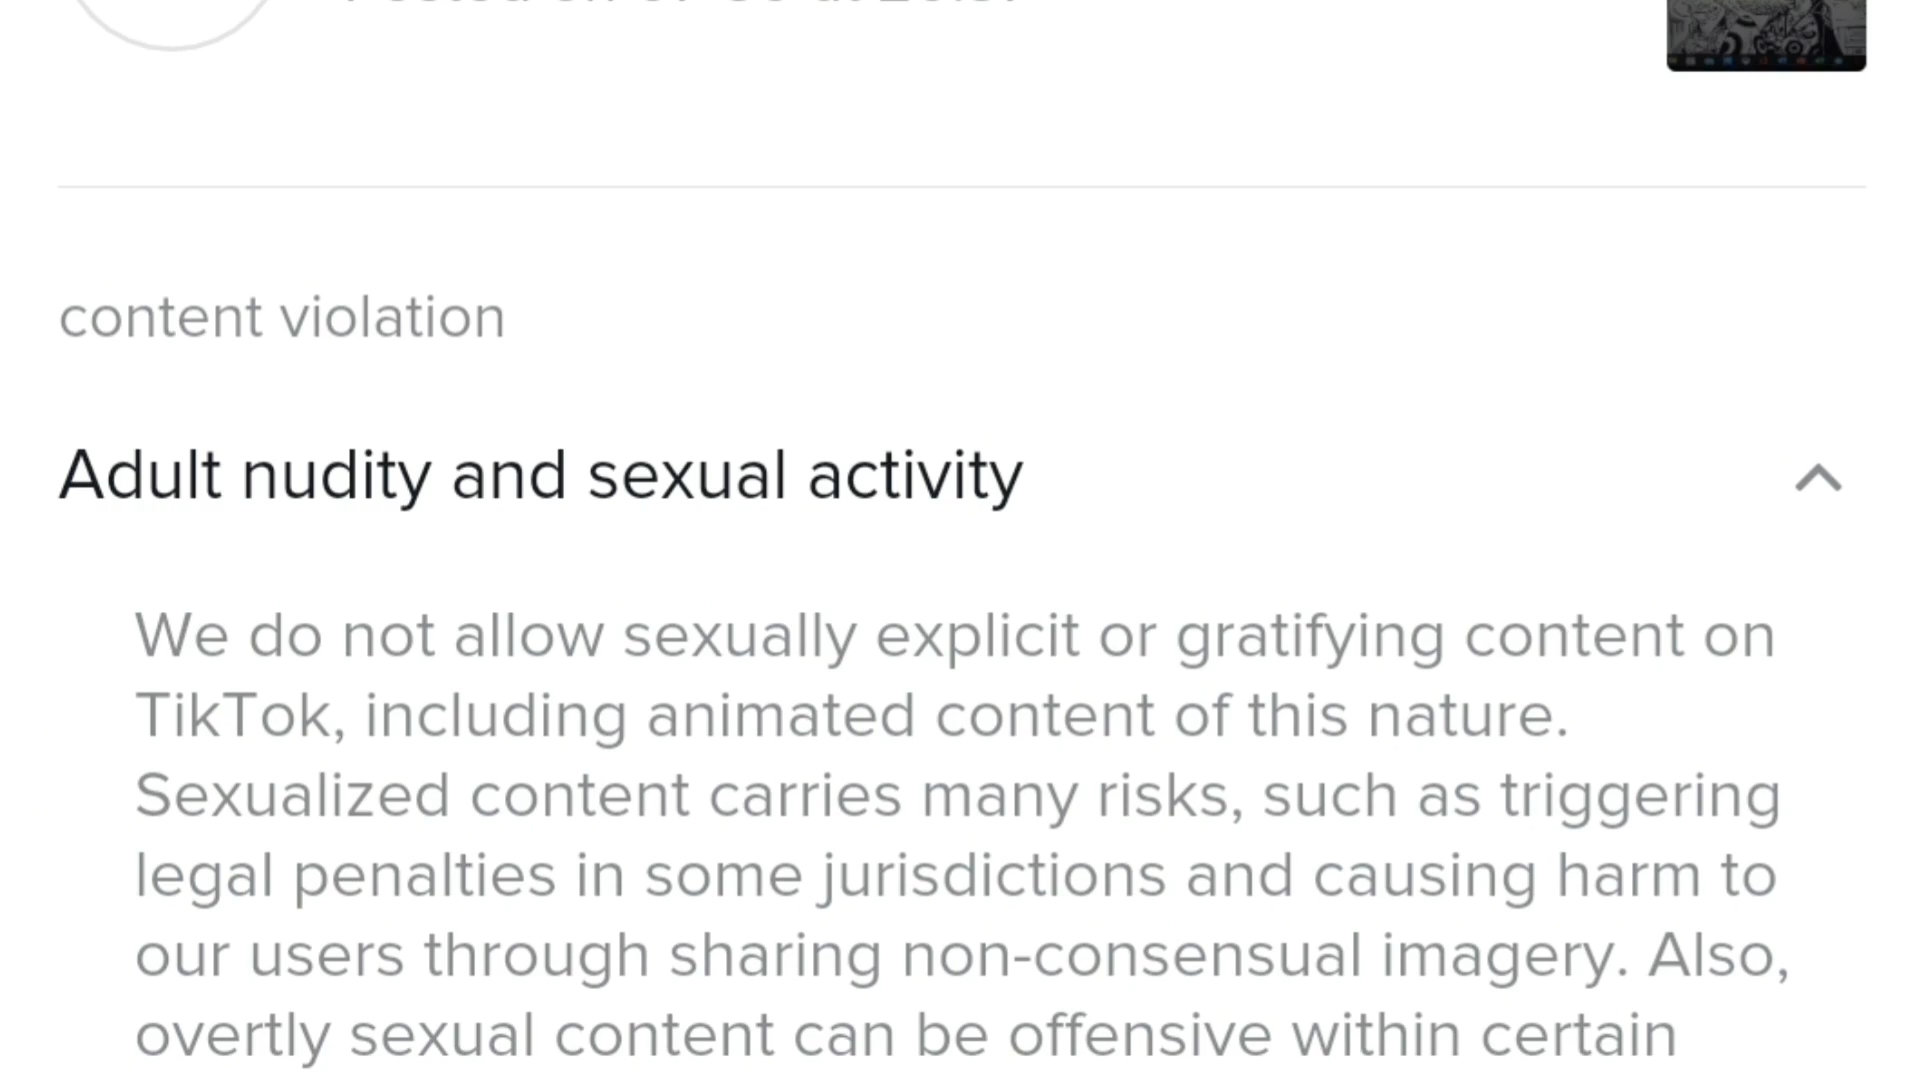 content violation
Adult nudity and sexual activity
We do not allow sexually explicit or gratifying content on
TikTok, including animated content of this nature.
Sexualized content carries many risks, such as triggering
legal penalties in some jurisdictions and causing harm to
our users through sharing non-consensual imagery. Also,
overtly sexual content can be offensive within certain